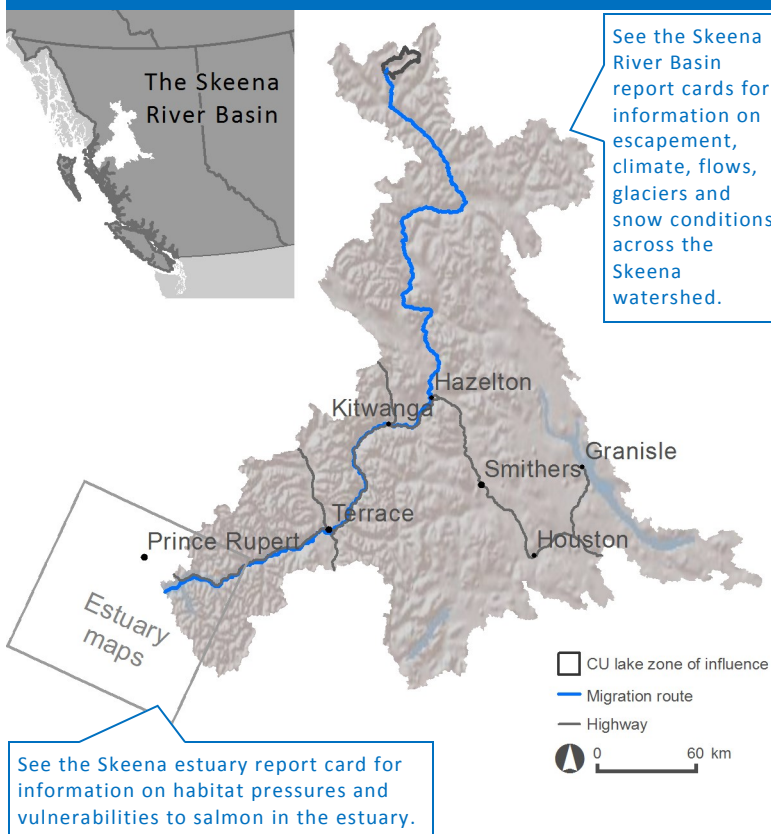 The Skeena
River Basin
See the Skeena
River Basin
report cards for
information on
escapement,
climate, flows,
glaciers and
snow conditions
across the
Skeena
watershed.
Hazelton
Kitwanga
Granisle
Smithers
Terrace
Prince Rupert
Houston
Estuary
maps
CU lake zone of influence
Migration route
Highway
0 60 km
See the Skeena estuary report card for
information on habitat pressures and
vulnerabilities to salmon in the estuary.